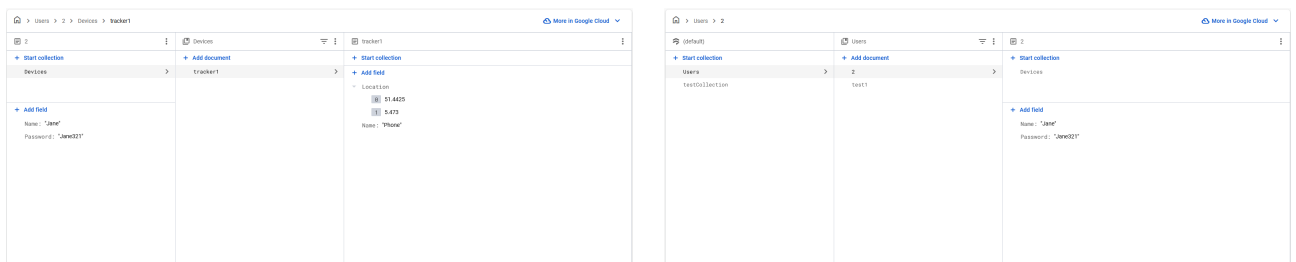 Users > 2 > Devices > tracker1
More in Google Cloud
2
Devices
tracker1
+ Start collection
+ Add document
+ Start collection
Devices
tracker1
+ Add field
Location
0 51.4425
1 5.473
Name: "Phone"
+ Add field
Name: "Jane"
Password: "Jane321"
Users > 2
More in Google Cloud
(default)
Users
2
+ Start collection
+ Add document
+ Start collection
Users
2
Devices
testCollection
test1
+ Add field
Name: "Jane"
Password: "Jane321"